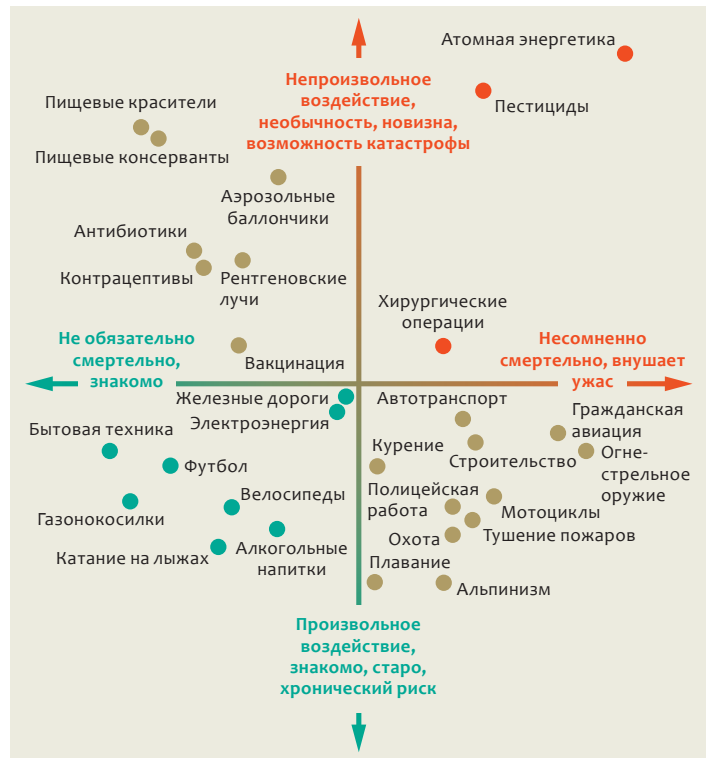 Атомная энергетика
Непроизвольное
воздействие,
необычность, новизна,
возможность катастрофы
Пестициды
Пищевые красители
Пищевые консерванты
Аэрозольные
баллончики
Антибиотики
Контрацептивы
Рентгеновские
лучи
Хирургические
операции
Не обязательно
смертельно,
знакомо
Вакцинация
Несомненно
смертельно, внушает
ужас
Железные дороги
Электроэнергия
Автотранспорт
Гражданская
авиация
Бытовая техника
Футбол
Курение
Строительство
Огне-
стрельное
оружие
Велосипеды
Полицейская
работа
Мотоциклы
Газонокосилки
Тушение пожаров
Охота
Катание на лыжах
Алкогольные
напитки
Плавание
Альпинизм
Произвольное
воздействие,
знакомо, старо,
хронический риск